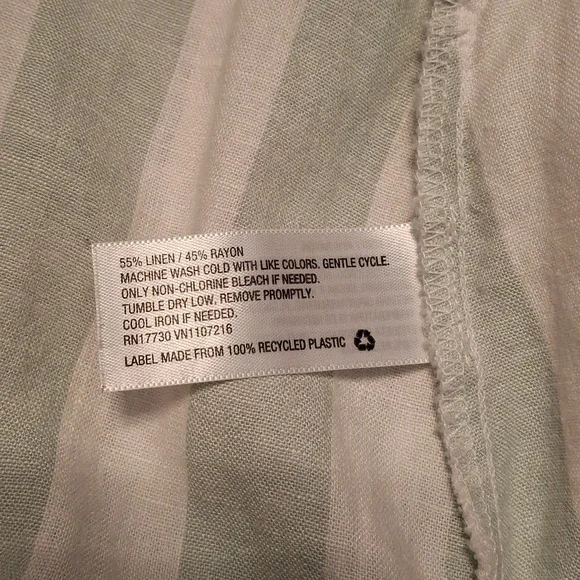 55% LINEN / 45% RAYON
MACHINE WASH COLD WITH LIKE COLORS. GENTLE CYCLE.
ONLY NON-CHLORINE BLEACH IF NEEDED.
TUMBLE DRY LOW, REMOVE PROMPTLY.
COOL IRON IF NEEDED.
RN17730 VN1107216
LABEL MADE FROM 100% RECYCLED PLASTIC